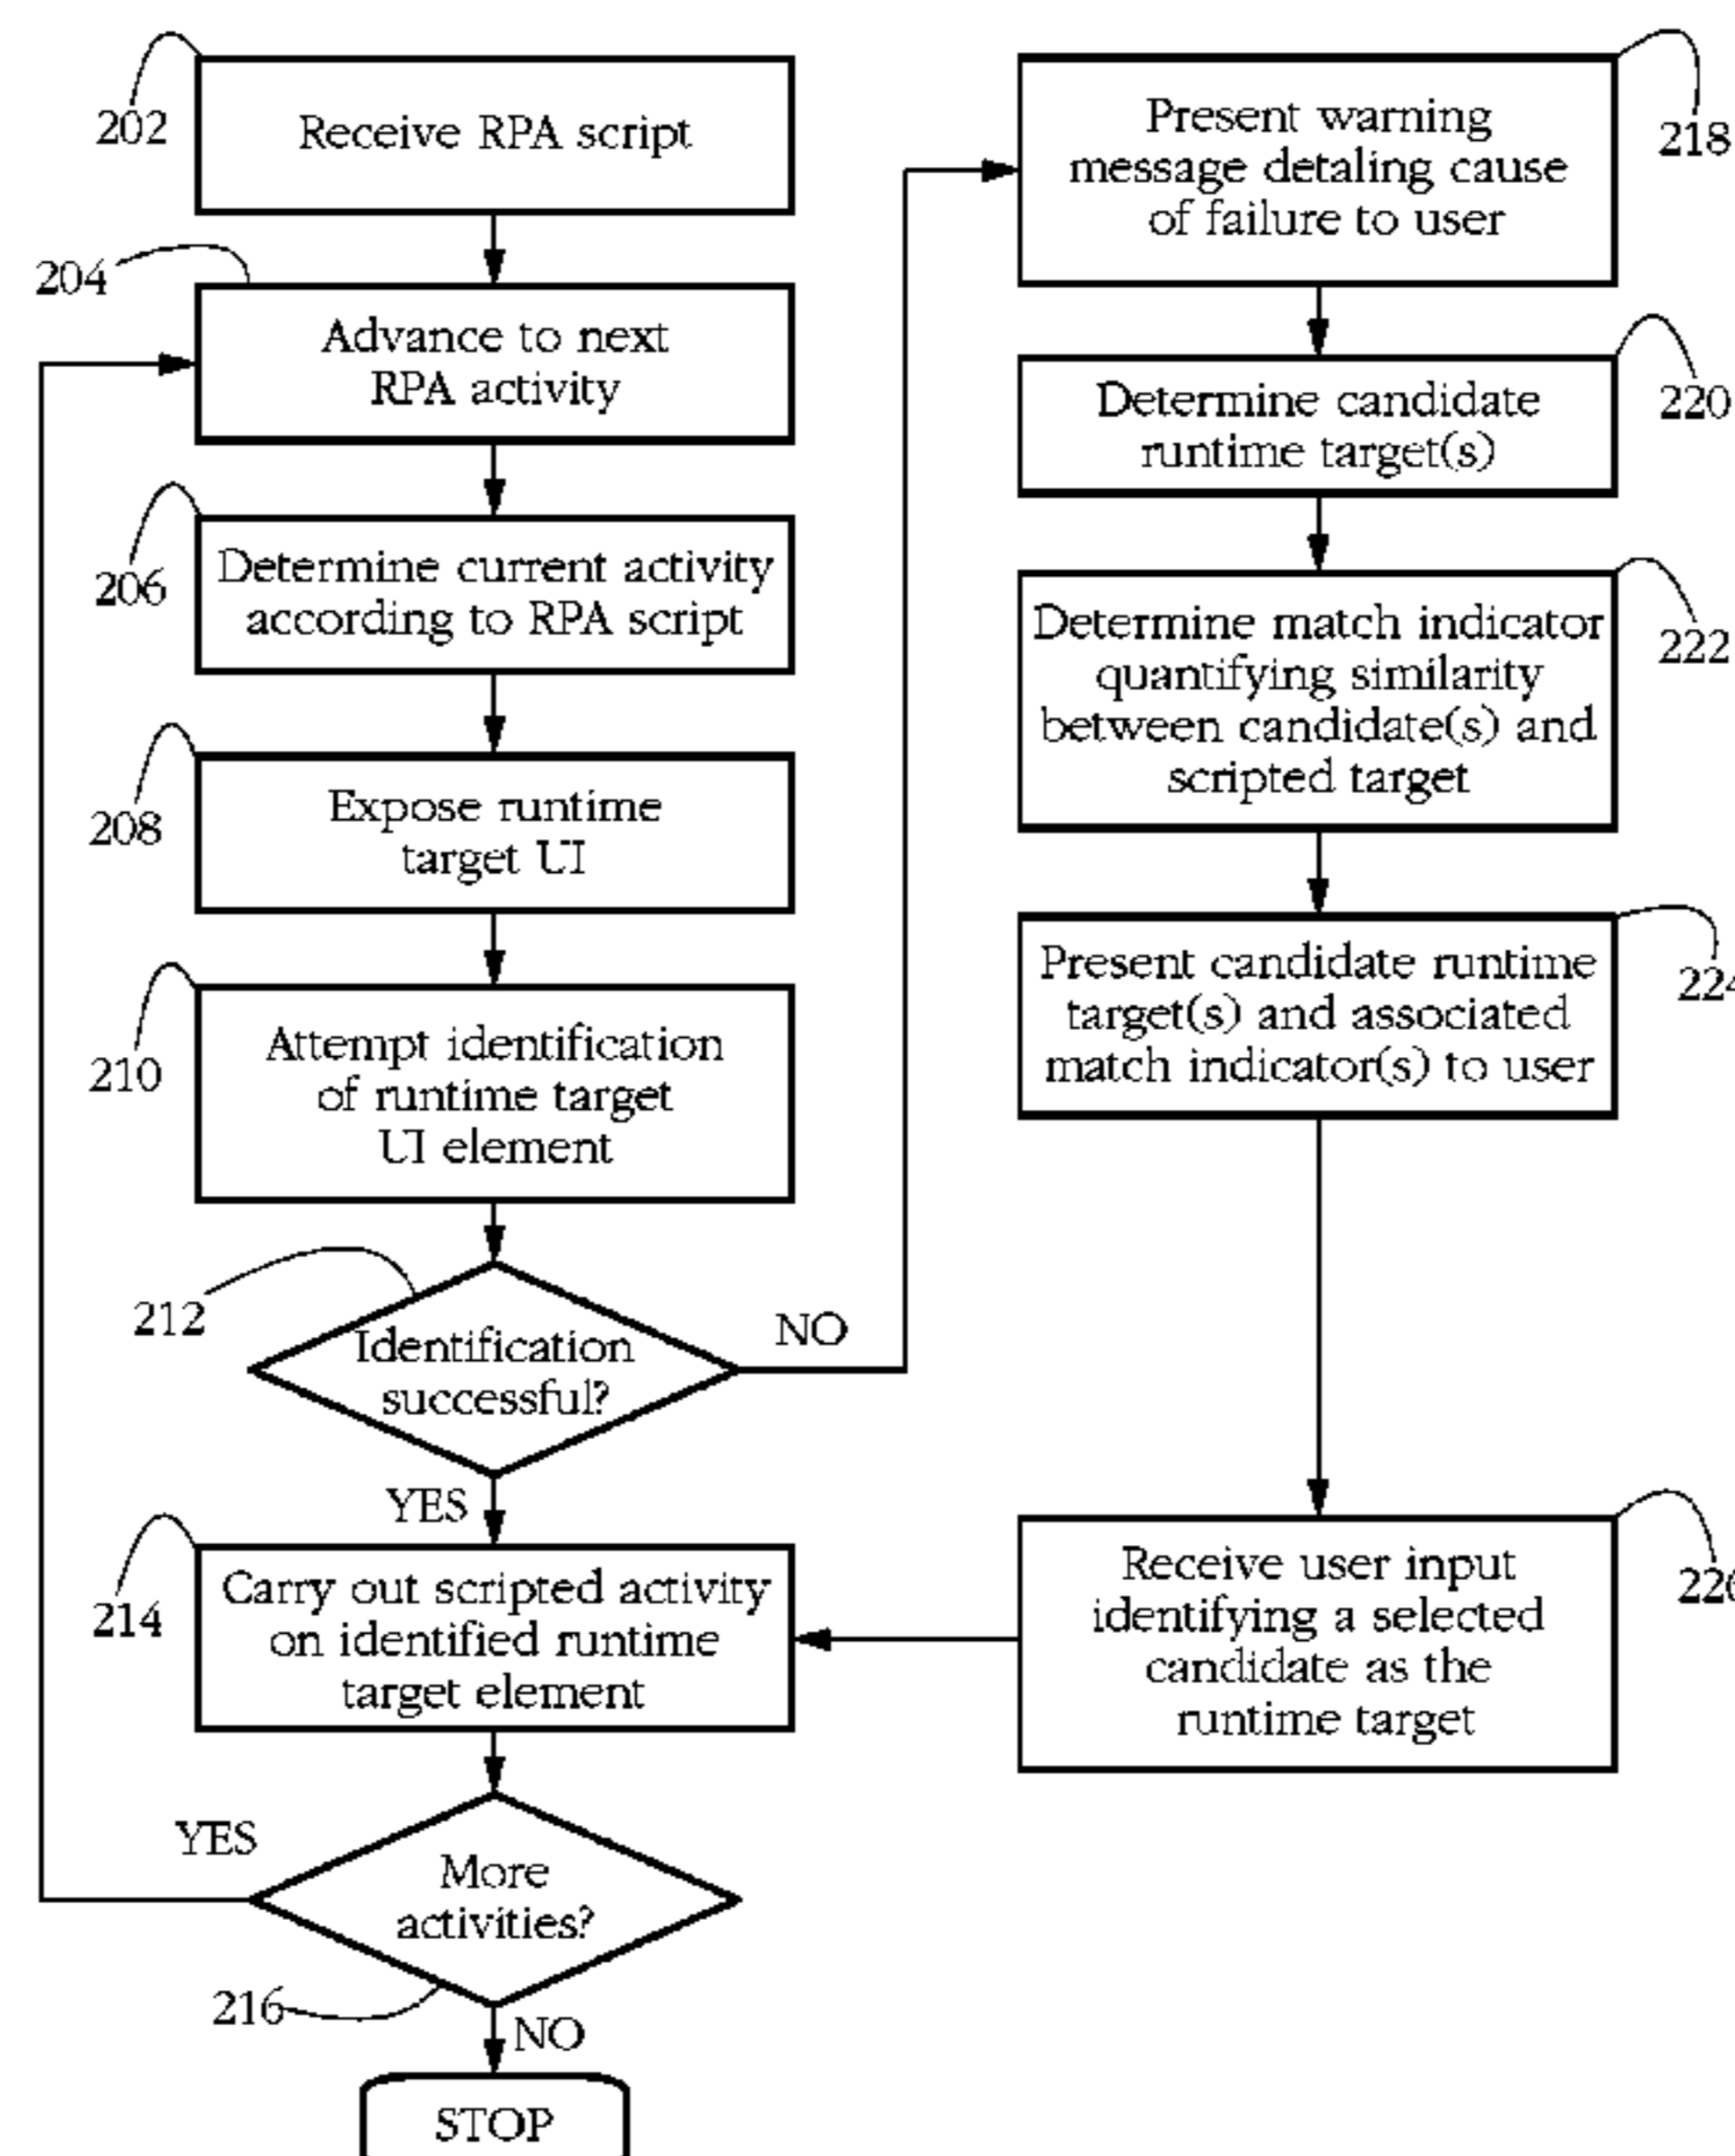 202
Receive RPA script
204
Advance to next
RPA activity
206
Determine current activity
according to RPA script
208
Expose runtime
target UI
210
Attempt identification
of runtime target
UI element
212
Identification
successful?
NO
YES
214
Carry out scripted activity
on identified runtime
target element
YES
More
activities?
216
NO
STOP
Present warning
message detaling cause
of failure to user
218
Determine candidate
runtime target(s)
220
Determine match indicator
quantifying similarity
between candidate(s) and
scripted target
222
Present candidate runtime
target(s) and associated
match indicator(s) to user
224
Receive user input
identifying a selected
candidate as the
runtime target
226